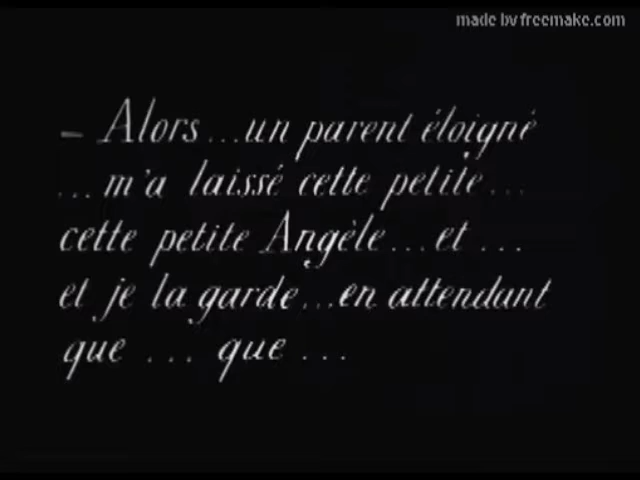 made by freemake.com
– Alors...un parent éloigné
...m'a laissé cette petite...
cette petite Angèle...et...
et je la garde...en attendant
que ... que ...